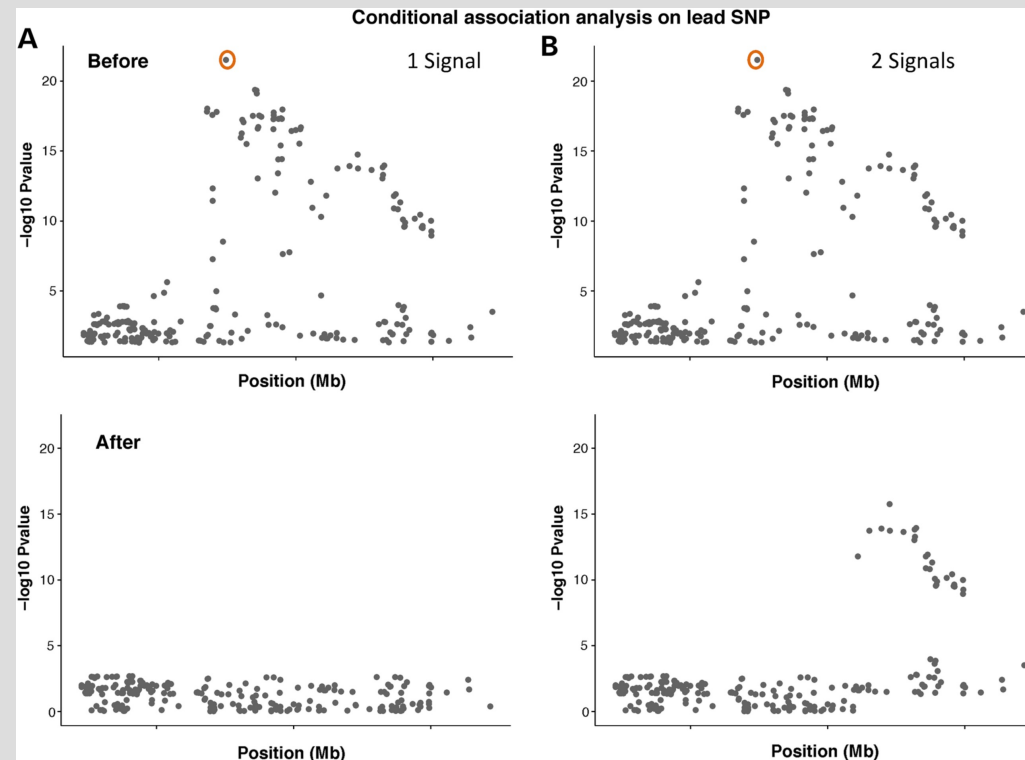 Conditional association analysis on lead SNP
A
Before
1 Signal
20
15
10
5
−log10 Pvalue
Position (Mb)
B
2 Signals
20
15
10
5
−log10 Pvalue
Position (Mb)
After
20
15
10
5
0
−log10 Pvalue
Position (Mb)
20
15
10
5
0
−log10 Pvalue
Position (Mb)